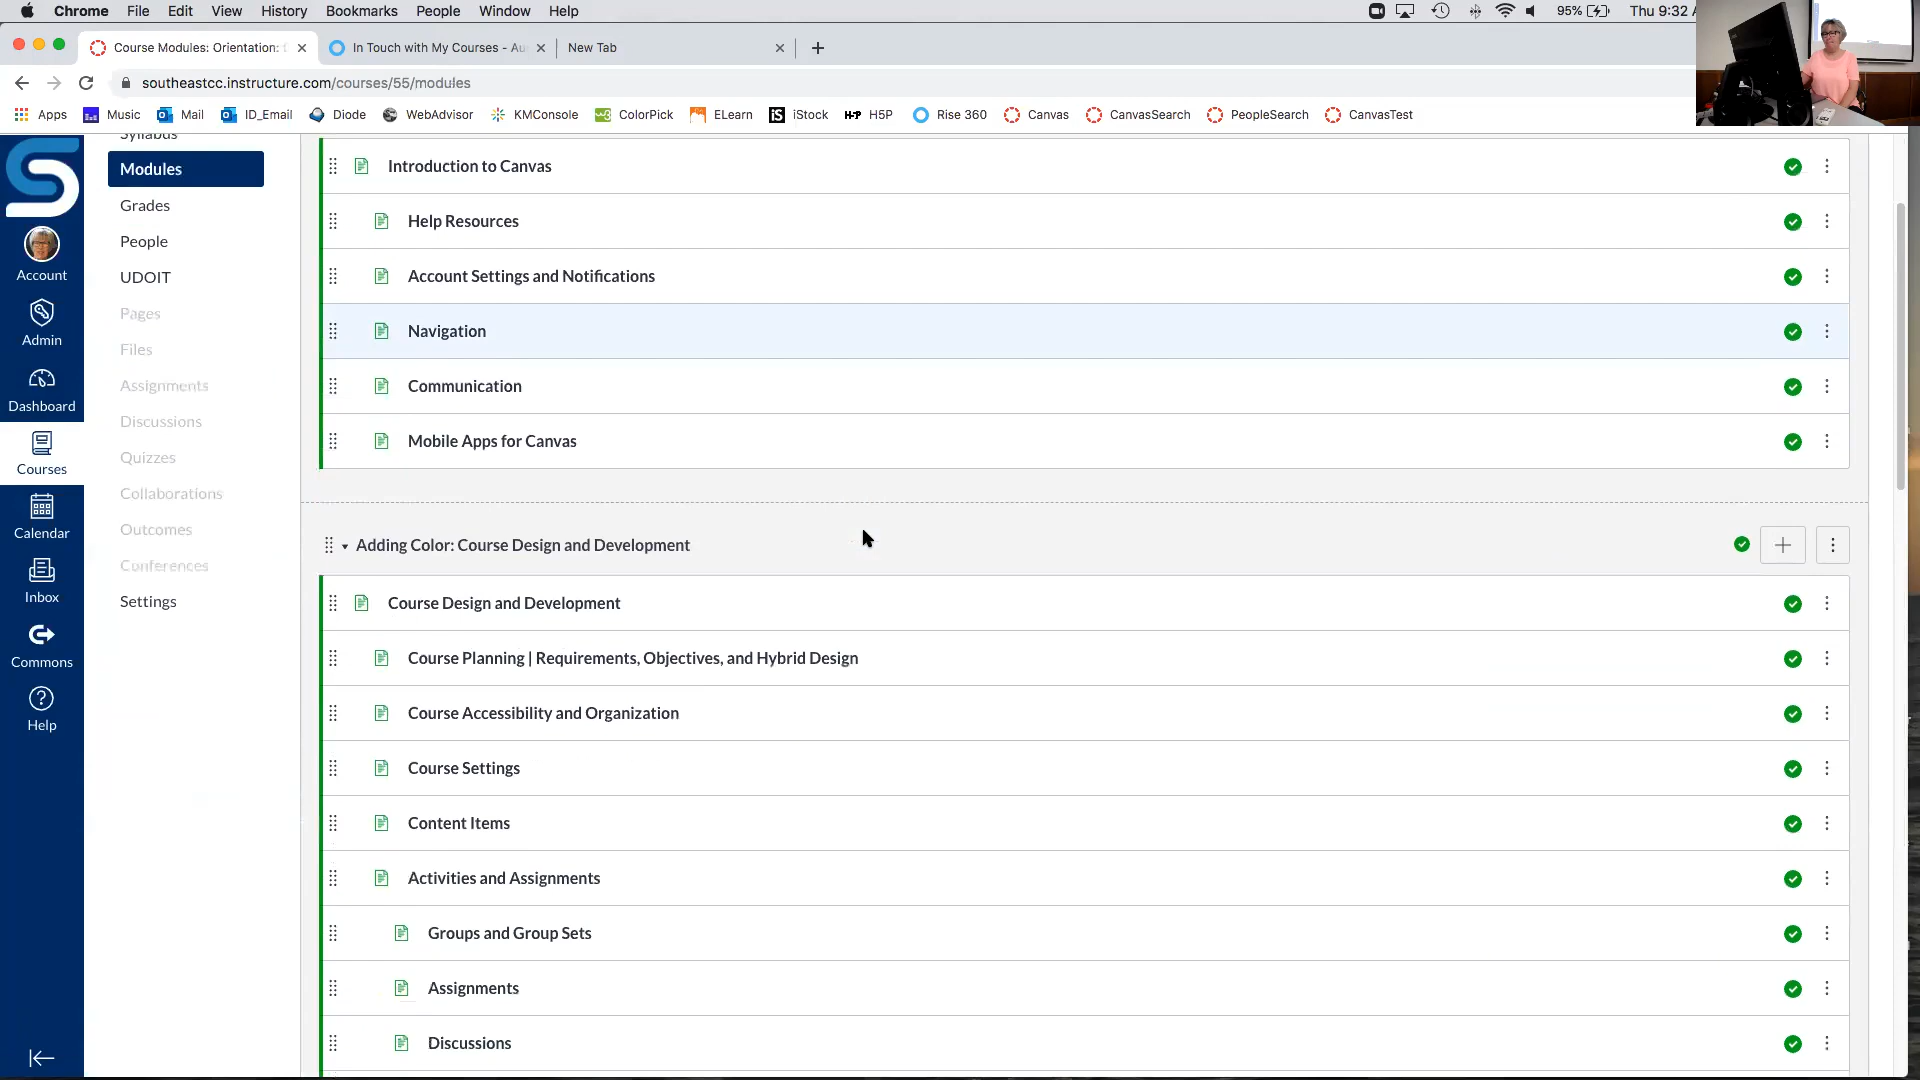 Chrome File Edit View History Bookmarks People Window Help 95% Thu 9:32
Course Modules: Orientation: In Touch with My Courses - Au New Tab
southeastcc.instructure.com/courses/55/modules
Apps Music Mail ID_Email Diode WebAdvisor KMConsole ColorPick ELearn iStock H5P Rise 360 Canvas CanvasSearch PeopleSearch CanvasTest
Account
Admin
Dashboard
Courses
Calendar
Inbox
Commons
Help
Syllabus
Modules
Grades
People
UDOIT
Pages
Files
Assignments
Discussions
Quizzes
Collaborations
Outcomes
Conferences
Settings
Introduction to Canvas
Help Resources
Account Settings and Notifications
Navigation
Communication
Mobile Apps for Canvas
Adding Color: Course Design and Development
Course Design and Development
Course Planning | Requirements, Objectives, and Hybrid Design
Course Accessibility and Organization
Course Settings
Content Items
Activities and Assignments
Groups and Group Sets
Assignments
Discussions